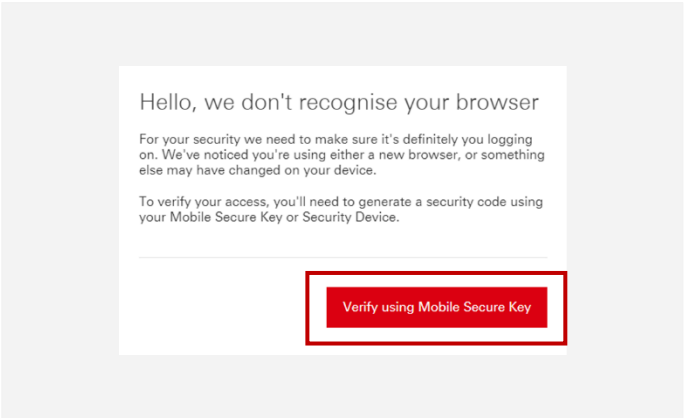 Hello, we don't recognise your browser
For your security we need to make sure it's definitely you logging
on. We've noticed you're using either a new browser, or something
else may have changed on your device.
To verify your access, you'll need to generate a security code using
your Mobile Secure Key or Security Device.
Verify using Mobile Secure Key